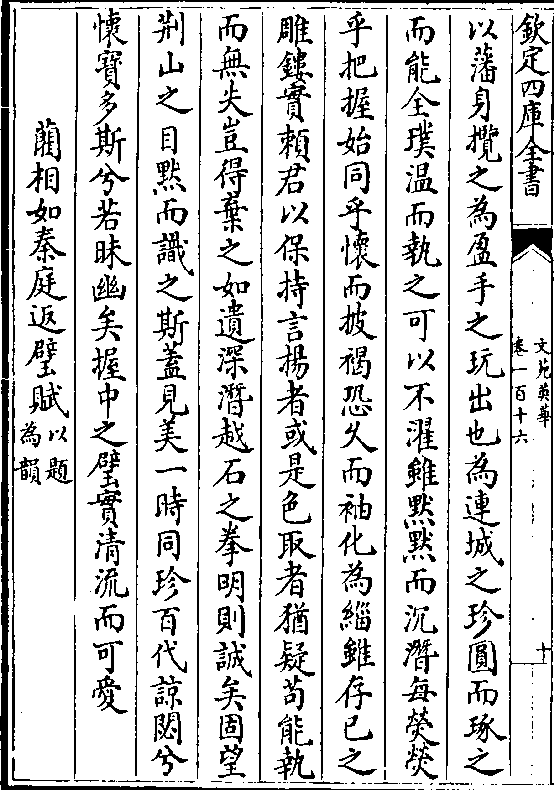 欽定四庫全書
文苑英華
卷一百十六
十
以藩身攬之為盈手之玩出也為連城之珍圓而琢之
而能全璞温而執之可以不濯雖黙黙而沉潛每熒熒
乎把握始同乎懷而披褐恐久而袖化為緇雖存已之
雕鏤實頼君以保持言揚者或是色取者猶疑苟能執
而無失豈得棄之如遺深潛越石之拳明則誠矣固望
荆山之目黙而識之斯蓋見美一時同珍百代諒閟兮
懷寳多斯兮若昧幽矣握中之璧實清流而可愛
藺相如秦庭返璧賦以題為韻